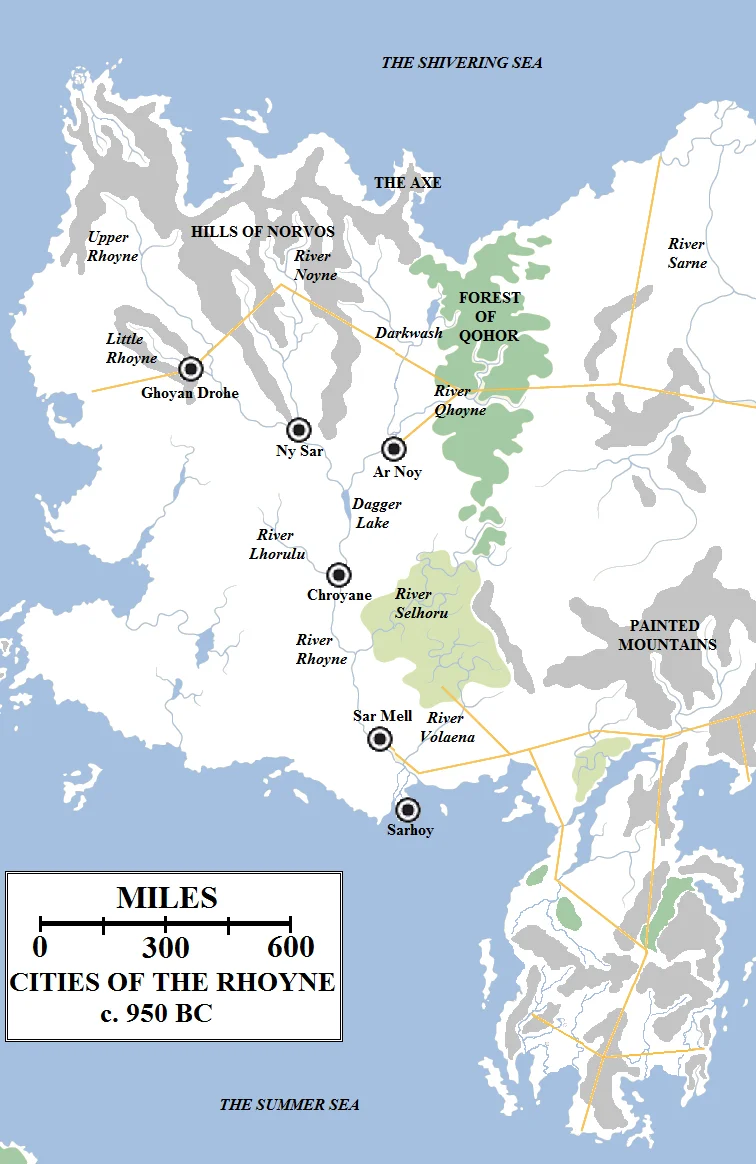 THE SHIVERING SEA
THE AXE
Upper
Rhoyne
HILLS OF NORVOS
River
Noyne
River
Sarne
FOREST
OF
QOHOR
Darkwash
Little
Rhoyne
Ghoyan Drohe
River
Qhoyne
Ny Sar
Ar Noy
Dagger
Lake
River
Lhorulu
Chroyane
River
Selhoru
PAINTED
MOUNTAINS
River
Rhoyne
Sar Mell
River
Volaena
Sarhoy
MILES
0
300
600
CITIES OF THE RHOYNE
c. 950 BC
THE SUMMER SEA